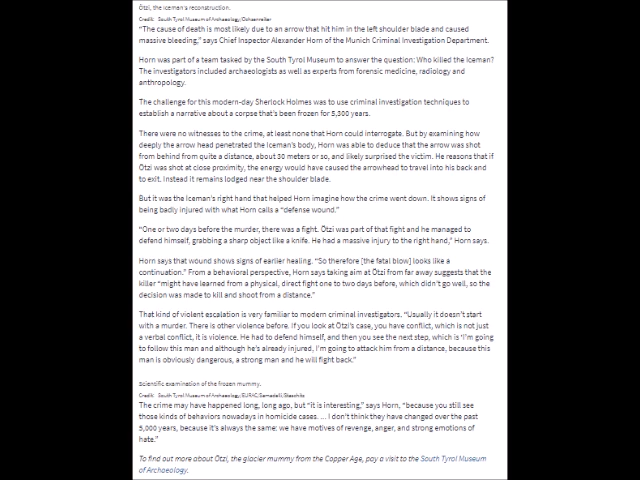 Ötzi, the Iceman's reconstruction.
Credit: South Tyrol Museum of Archaeology/Ochsenreiter
"The cause of death is most likely due to an arrow that hit him in the left shoulder blade and caused
massive bleeding," says Chief Inspector Alexander Horn of the Munich Criminal Investigation Department.
Horn was part of a team tasked by the South Tyrol Museum to answer the question: Who killed the Iceman?
The investigators included archaeologists as well as experts from forensic medicine, radiology and
anthropology.
The challenge for this modern-day Sherlock Holmes was to use criminal investigation techniques to
establish a narrative about a corpse that's been frozen for 5,300 years.
There were no witnesses to the crime, at least none that Horn could interrogate. But by examining how
deeply the arrow head penetrated the Iceman's body, Horn was able to deduce that the arrow was shot
from behind from quite a distance, about 30 meters or so, and likely surprised the victim. He reasons that if
Ötzi was shot at close proximity, the energy would have caused the arrowhead to travel into his back and
to exit. Instead it remains lodged near the shoulder blade.
But it was the Iceman's right hand that helped Horn imagine how the crime went down. It shows signs of
being badly injured with what Horn calls a "defense wound."
"One or two days before the murder, there was a fight. Ötzi was part of that fight and he managed to
defend himself, grabbing a sharp object like a knife. He had a massive injury to the right hand," Horn says.
Horn says that wound shows signs of earlier healing. "So therefore [the fatal blow] looks like a
continuation." From a behavioral perspective, Horn says taking aim at Ötzi from far away suggests that the
killer "might have learned from a physical, direct fight one to two days before, which didn't go well, so the
decision was made to kill and shoot from a distance."
That kind of violent escalation is very familiar to modern criminal investigators. "Usually it doesn't start
with a murder. There is other violence before. If you look at Ötzi's case, you have conflict, which is not just
a verbal conflict, it is violence. He had to defend himself, and then you see the next step, which is 'I'm going
to follow this man and although he's already injured, I'm going to attack him from a distance, because this
man is obviously dangerous, a strong man and he will fight back."
Scientific examination of the frozen mummy.
Credit: South Tyrol Museum of Archaeology/EURAC/Samadelli/Staschitz
The crime may have happened long, long ago, but "it is interesting," says Horn, "because you still see
those kinds of behaviors nowadays in homicide cases. ... I don't think they have changed over the past
5,000 years, because it's always the same: we have motives of revenge, anger, and strong emotions of
hate."
To find out more about Ötzi, the glacier mummy from the Copper Age, pay a visit to the South Tyrol Museum
of Archaeology.